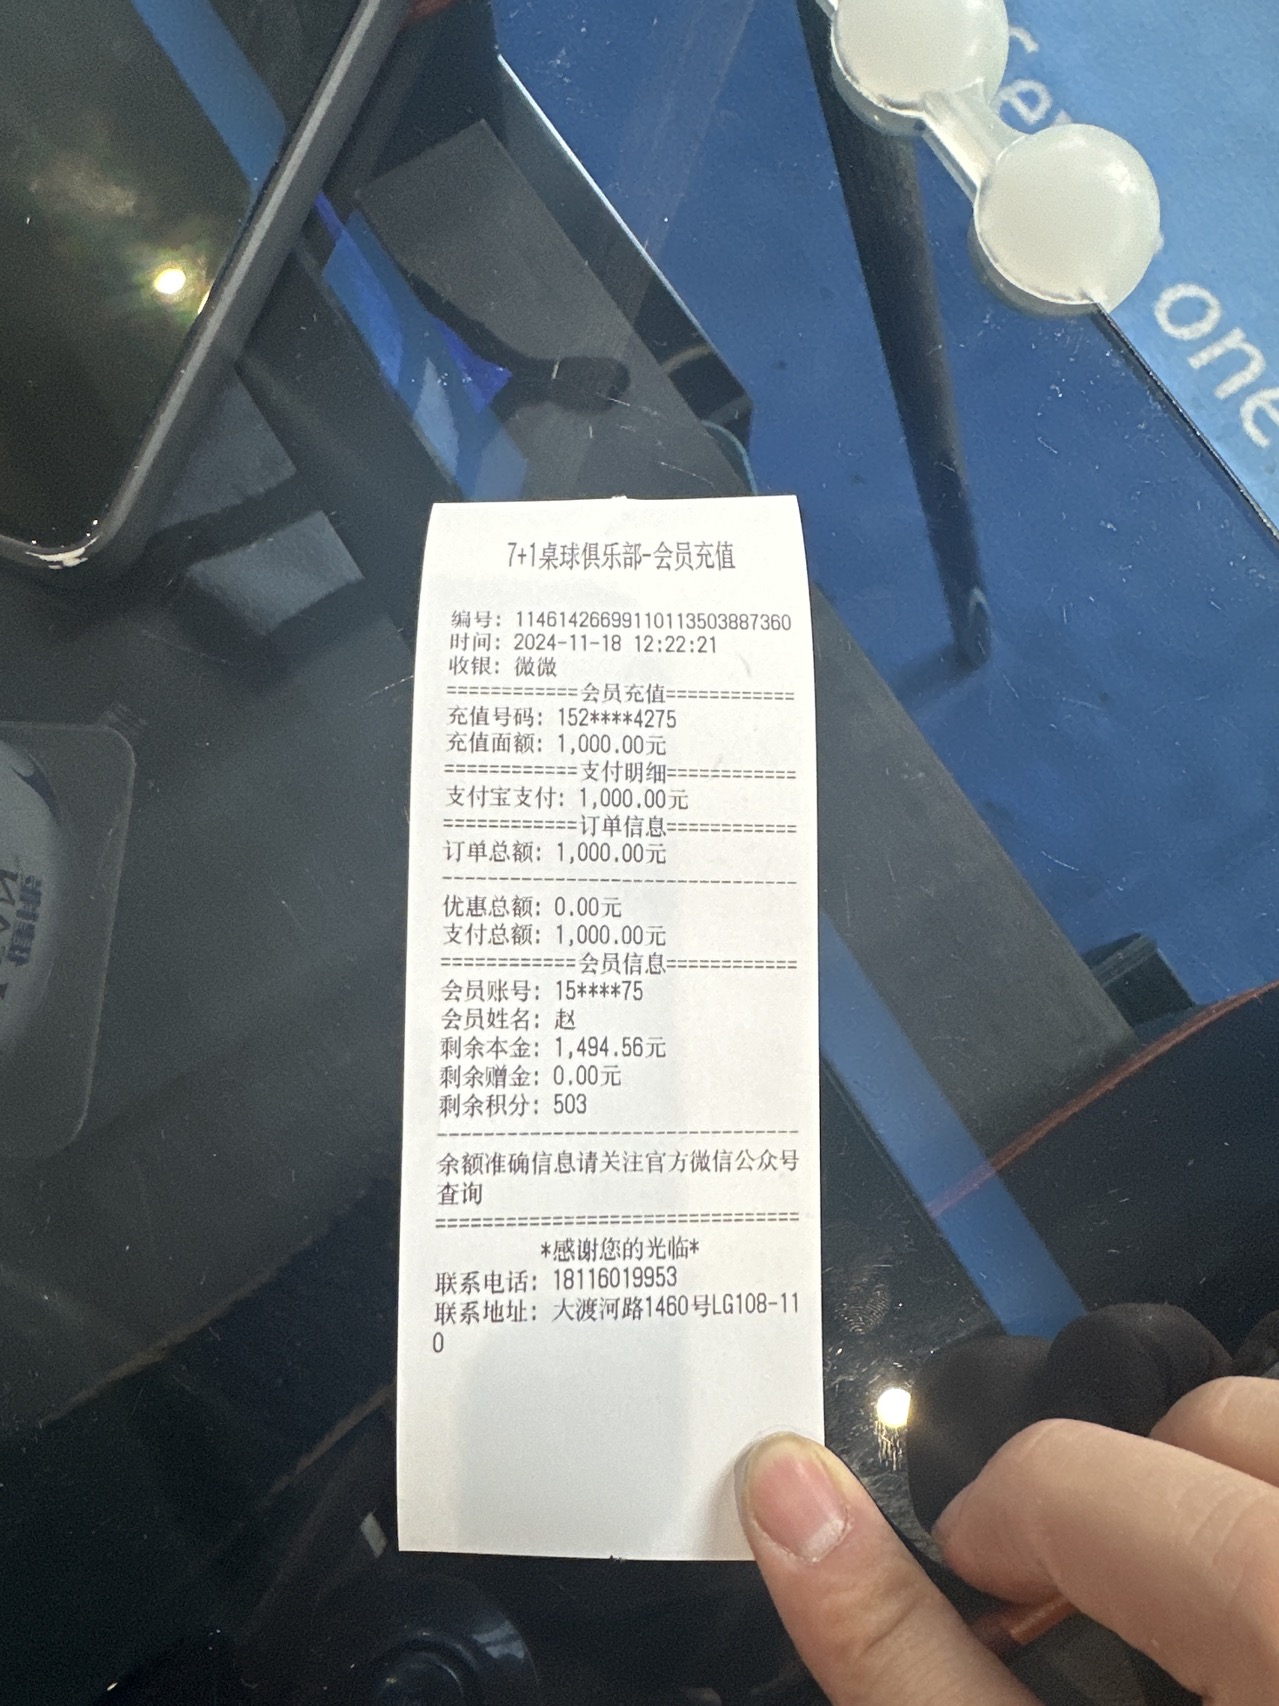 cer
one
7+1桌球俱乐部-会员充值
编号: 1146142669911011350388​7360
时间: 2024-11-18 12:22:21
收银: 微微
============会员充值============
充值号码: 152****4275
充值面额: 1,000.00元
============支付明细============
支付宝支付: 1,000.00元
============订单信息============
订单总额: 1,000.00元
--------------------------------
优惠总额: 0.00元
支付总额: 1,000.00元
============会员信息============
会员账号: 15****75
会员姓名: 赵
剩余本金: 1,494.56元
剩余赠金: 0.00元
剩余积分: 503
--------------------------------
余额准确信息请关注官方微信公众号
查询
================================
*感谢您的光临*
联系电话: 18116019953
联系地址: 大渡河路1460号LG108-11
0